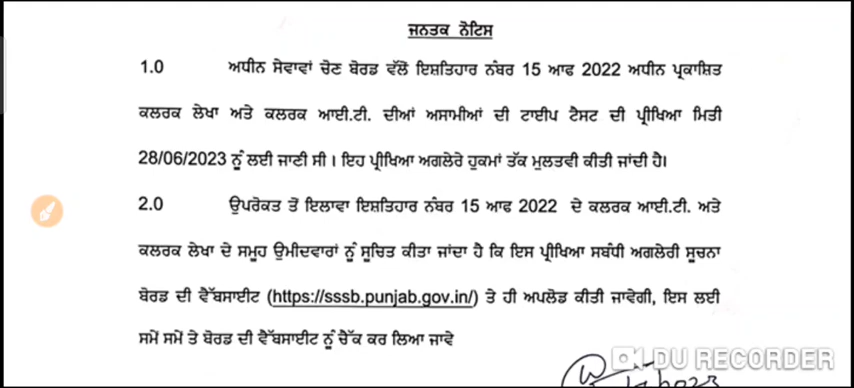 ਜਨਤਕ ਨੋਟਿਸ
1.0 ਅਧੀਨ ਸੇਵਾਵਾਂ ਚੋਣ ਬੋਰਡ ਵੱਲੋਂ ਇਸ਼ਤਿਹਾਰ ਨੰਬਰ 15 ਆਫ 2022 ਅਧੀਨ ਪ੍ਰਕਾਸ਼ਿਤ
ਕਲਰਕ ਲੇਖਾ ਅਤੇ ਕਲਰਕ ਆਈ.ਟੀ. ਦੀਆਂ ਅਸਾਮੀਆਂ ਦੀ ਟਾਈਪ ਟੈਸਟ ਦੀ ਪ੍ਰੀਖਿਆ ਮਿਤੀ
28/06/2023 ਨੂੰ ਲਈ ਜਾਣੀ ਸੀ। ਇਹ ਪ੍ਰੀਖਿਆ ਅਗਲੇਰੇ ਹੁਕਮਾਂ ਤੱਕ ਮੁਲਤਵੀ ਕੀਤੀ ਜਾਂਦੀ ਹੈ।
2.0 ਉਪਰੋਕਤ ਤੋਂ ਇਲਾਵਾ ਇਸ਼ਤਿਹਾਰ ਨੰਬਰ 15 ਆਫ 2022 ਦੇ ਕਲਰਕ ਆਈ.ਟੀ. ਅਤੇ
ਕਲਰਕ ਲੇਖਾ ਦੇ ਸਮੂਹ ਉਮੀਦਵਾਰਾਂ ਨੂੰ ਸੂਚਿਤ ਕੀਤਾ ਜਾਂਦਾ ਹੈ ਕਿ ਇਸ ਪ੍ਰੀਖਿਆ ਸਬੰਧੀ ਅਗਲੇਰੀ ਸੂਚਨਾ
ਬੋਰਡ ਦੀ ਵੈੱਬਸਾਈਟ (https://sssb.punjab.gov.in/) ਤੇ ਹੀ ਅਪਲੋਡ ਕੀਤੀ ਜਾਵੇਗੀ, ਇਸ ਲਈ
ਸਮੇਂ ਸਮੇਂ ਤੇ ਬੋਰਡ ਦੀ ਵੈੱਬਸਾਈਟ ਨੂੰ ਚੈੱਕ ਕਰ ਲਿਆ ਜਾਵੇ
DU RECORDER